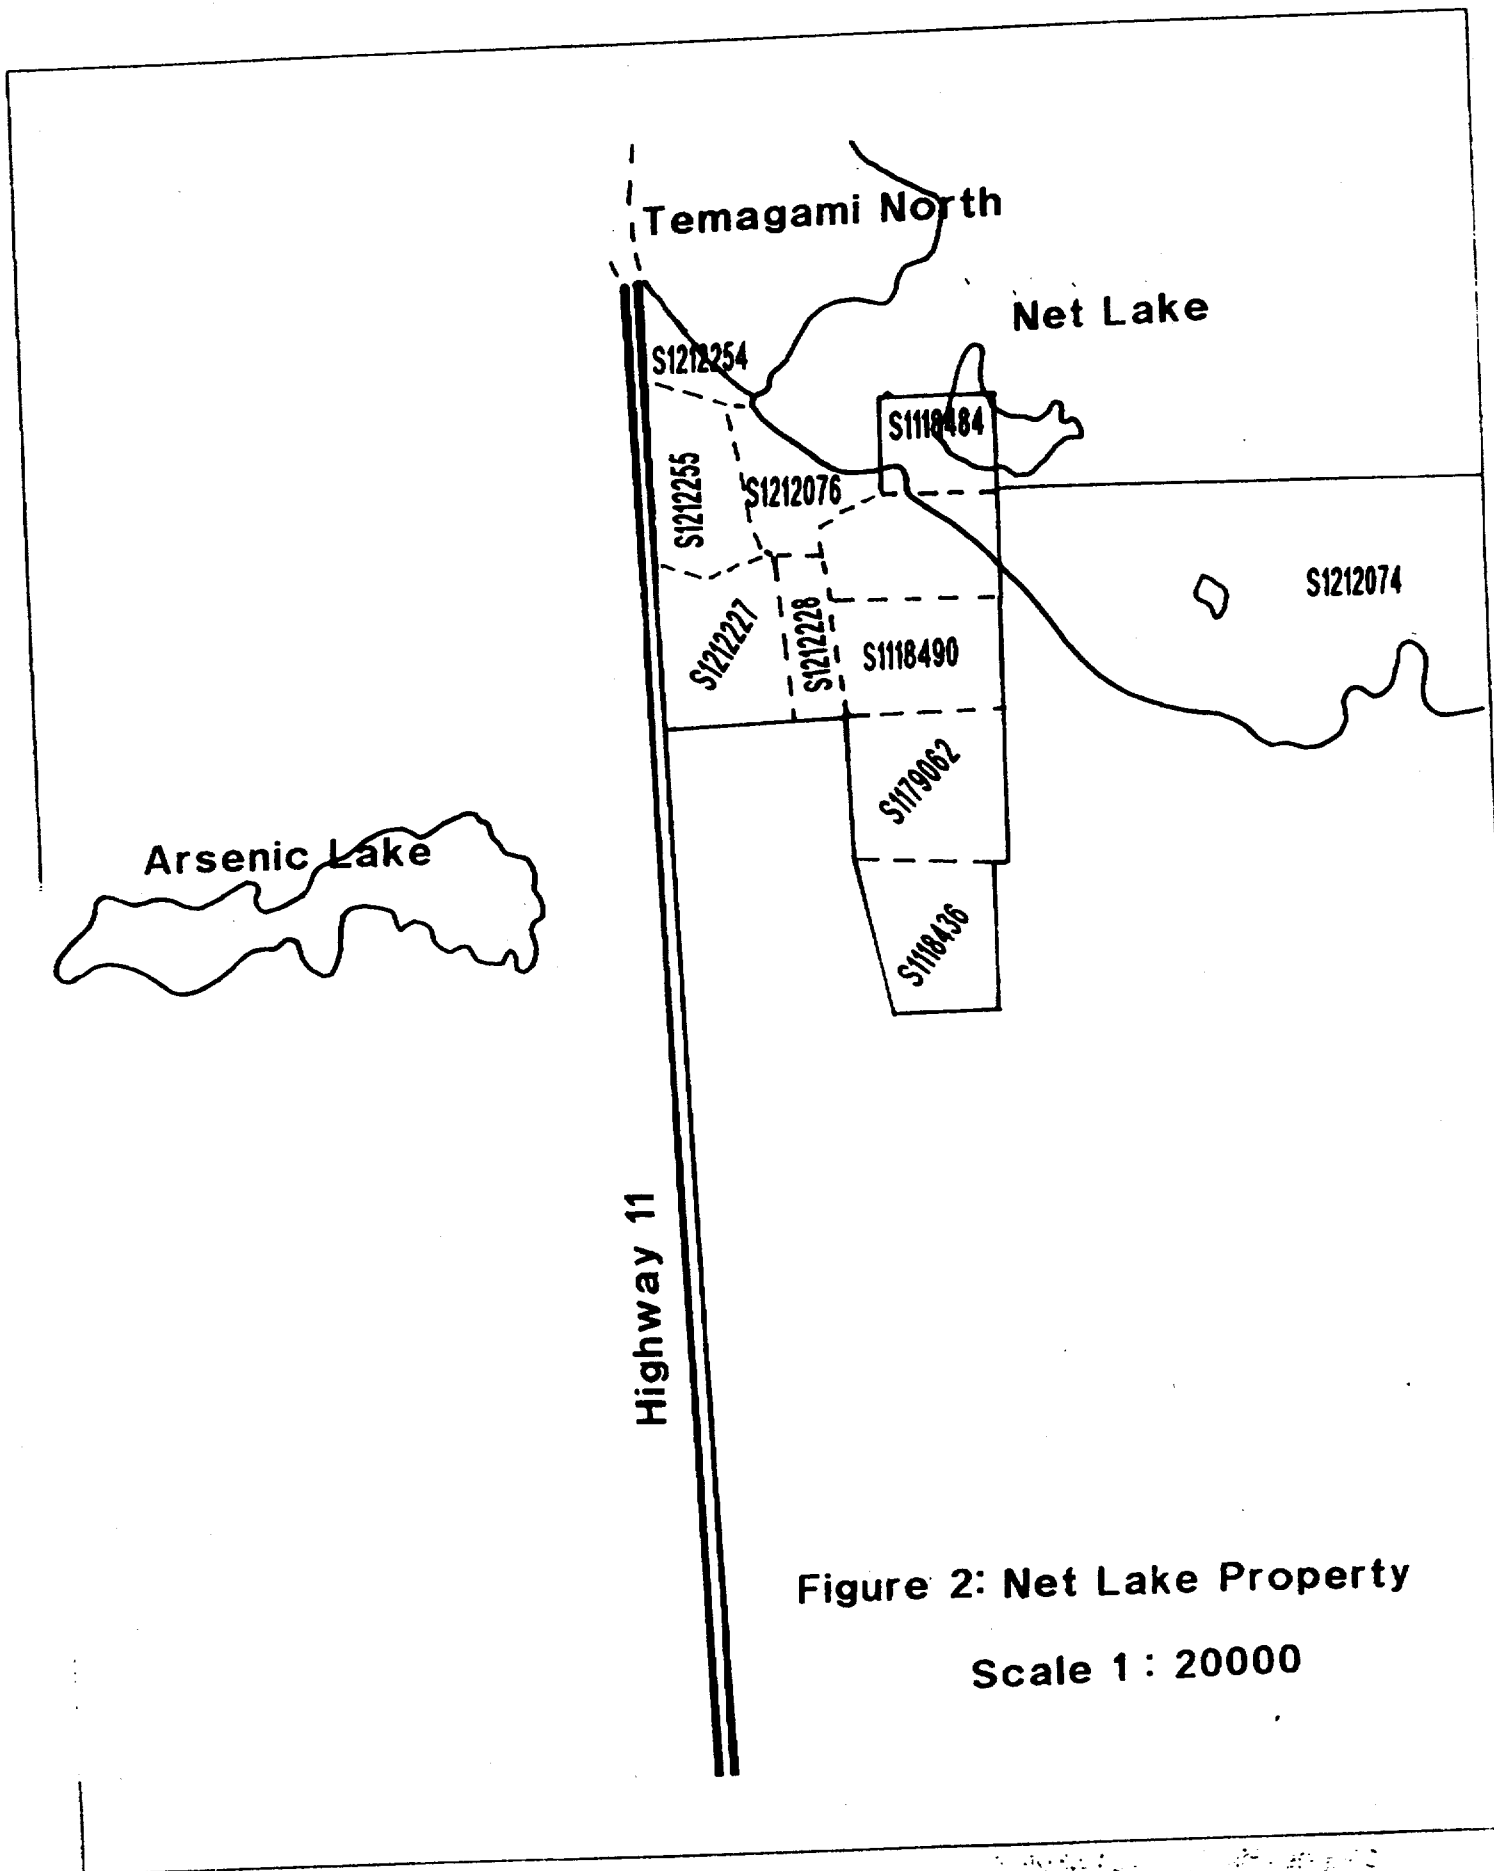 Temagami North
Net Lake
S1212254
S1118484
S1212255
S1212076
S1212074
S1212227
S1212228
S1118490
S1179062
Arsenic Lake
S1118436
Highway 11
Figure 2: Net Lake Property
Scale 1 : 20000